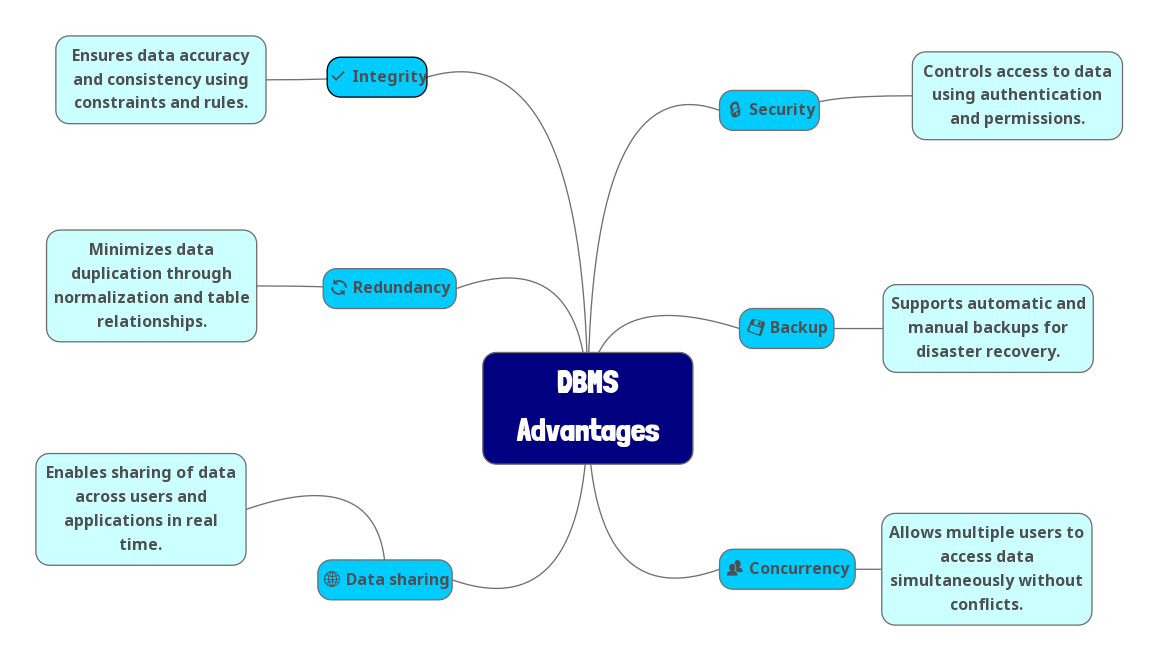 DBMS
Advantages
Integrity
Ensures data accuracy
and consistency using
constraints and rules.
Redundancy
Minimizes data
duplication through
normalization and table
relationships.
Data sharing
Enables sharing of data
across users and
applications in real
time.
Security
Controls access to data
using authentication
and permissions.
Backup
Supports automatic and
manual backups for
disaster recovery.
Concurrency
Allows multiple users to
access data
simultaneously without
conflicts.